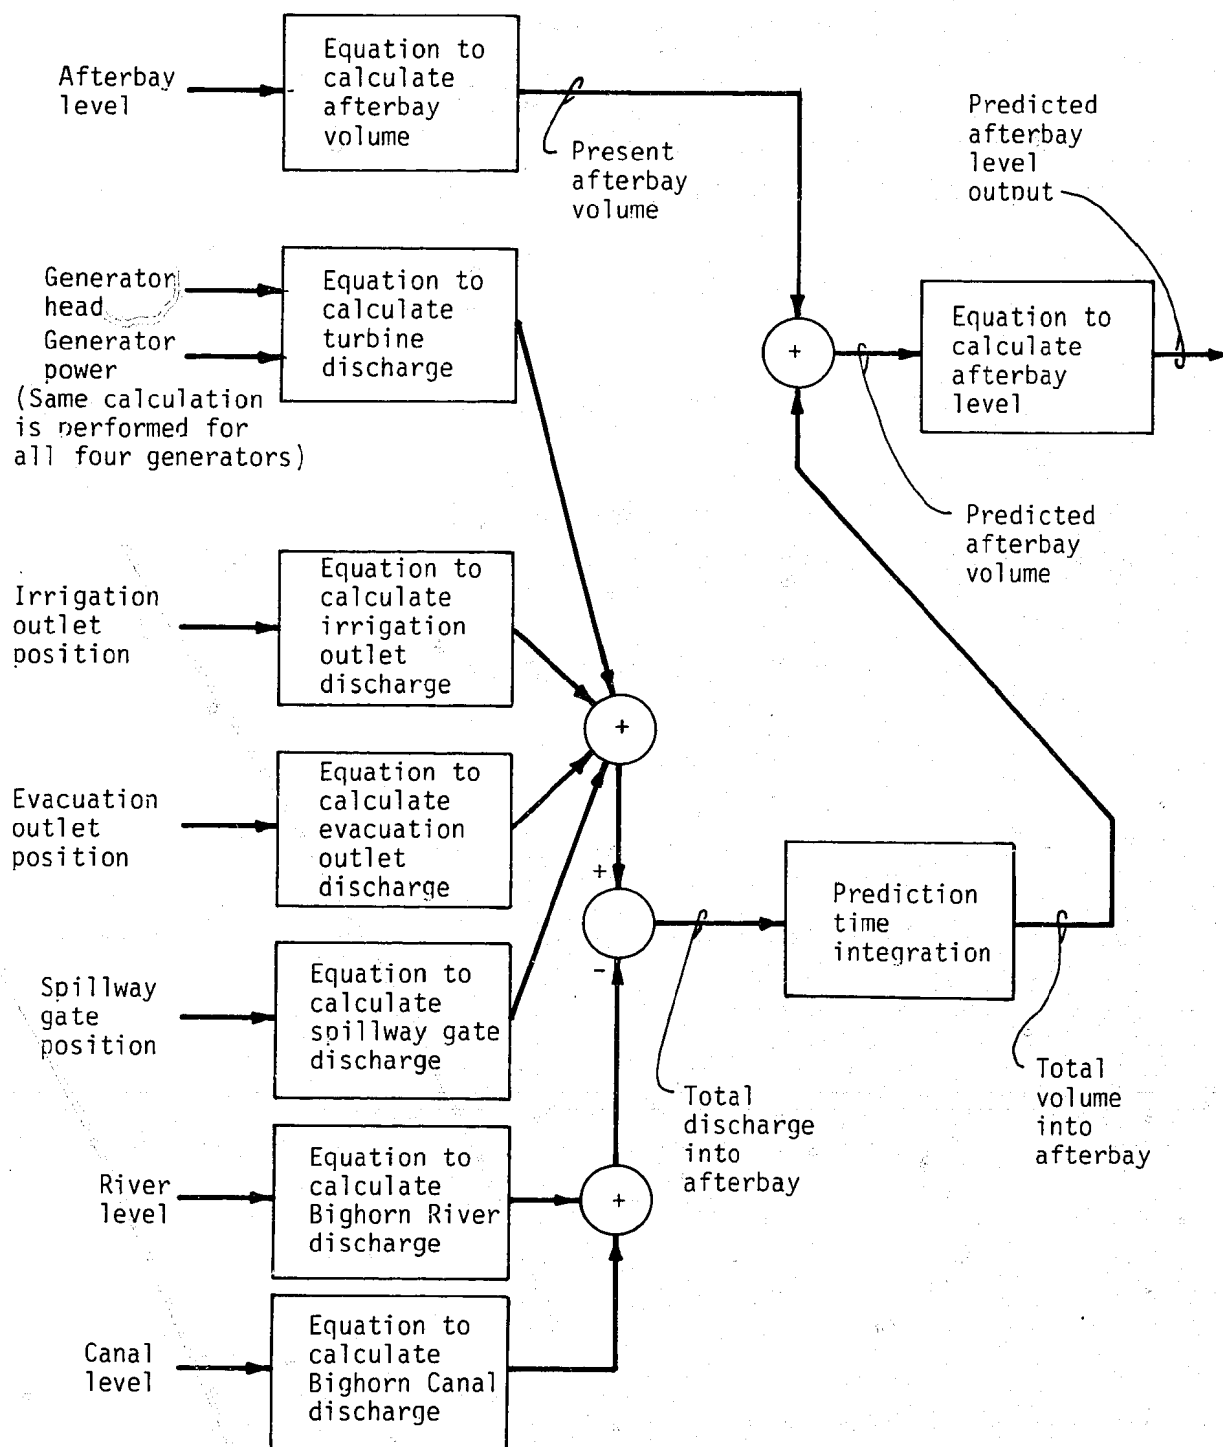 Afterbay
level
Equation to
calculate
afterbay
volume
Present
afterbay
volume
Predicted
afterbay
level
output
Generator
head
Generator
power
(Same calculation
is performed for
all four generators)
Equation to
calculate
turbine
discharge
+
Equation to
calculate
afterbay
level
Predicted
afterbay
volume
Irrigation
outlet
position
Equation to
calculate
irrigation
outlet
discharge
+
Evacuation
outlet
position
Equation to
calculate
evacuation
outlet
discharge
+
-
Prediction
time
integration
Spillway
gate
position
Equation to
calculate
spillway gate
discharge
Total
discharge
into
afterbay
Total
volume
into
afterbay
River
level
Equation to
calculate
Bighorn River
discharge
+
Canal
level
Equation to
calculate
Bighorn Canal
discharge